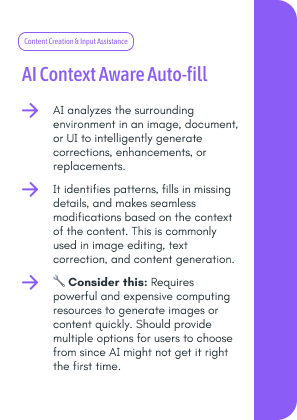 Content Creation & Input Assistance
AI Context Aware Auto-fill
AI analyzes the surrounding
environment in an image, document,
or UI to intelligently generate
corrections, enhancements, or
replacements.
It identifies patterns, fills in missing
details, and makes seamless
modifications based on the context
of the content. This is commonly
used in image editing, text
correction, and content generation.
🔧 Consider this: Requires
powerful and expensive computing
resources to generate images or
content quickly. Should provide
multiple options for users to choose
from since AI might not get it right
the first time.